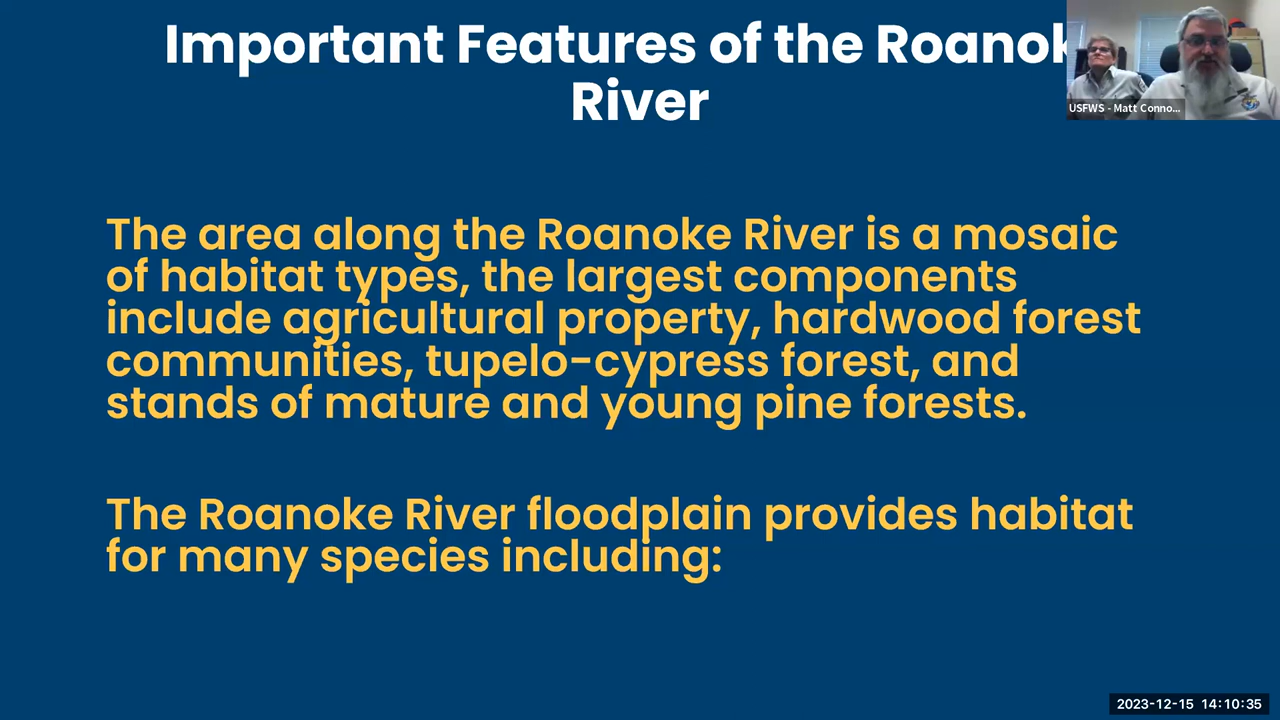 Important Features of the Roanok
River
USFWS - Matt Conno...
The area along the Roanoke River is a mosaic
of habitat types, the largest components
include agricultural property, hardwood forest
communities, tupelo-cypress forest, and
stands of mature and young pine forests.
The Roanoke River floodplain provides habitat
for many species including:
2023-12-15 14:10:35